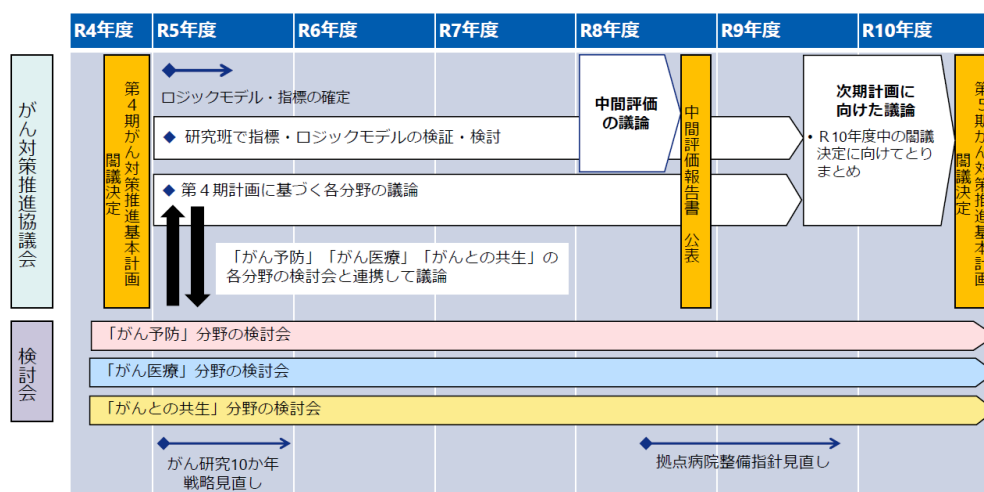 R4年度 R5年度 R6年度 R7年度 R8年度 R9年度 R10年度
がん対策推進協議会
第4期がん対策推進基本計画
閣議決定
ロジックモデル・指標の確定
研究班で指標・ロジックモデルの検証・検討
第4期計画に基づく各分野の議論
「がん予防」「がん医療」「がんとの共生」の
各分野の検討会と連携して議論
中間評価
の議論
中間評価報告書 公表
次期計画に
向けた議論
・R10年度中の閣議
決定に向けてとり
まとめ
第5期がん対策推進基本計画
閣議決定
検討会
「がん予防」分野の検討会
「がん医療」分野の検討会
「がんとの共生」分野の検討会
がん研究10か年
戦略見直し
拠点病院整備指針見直し